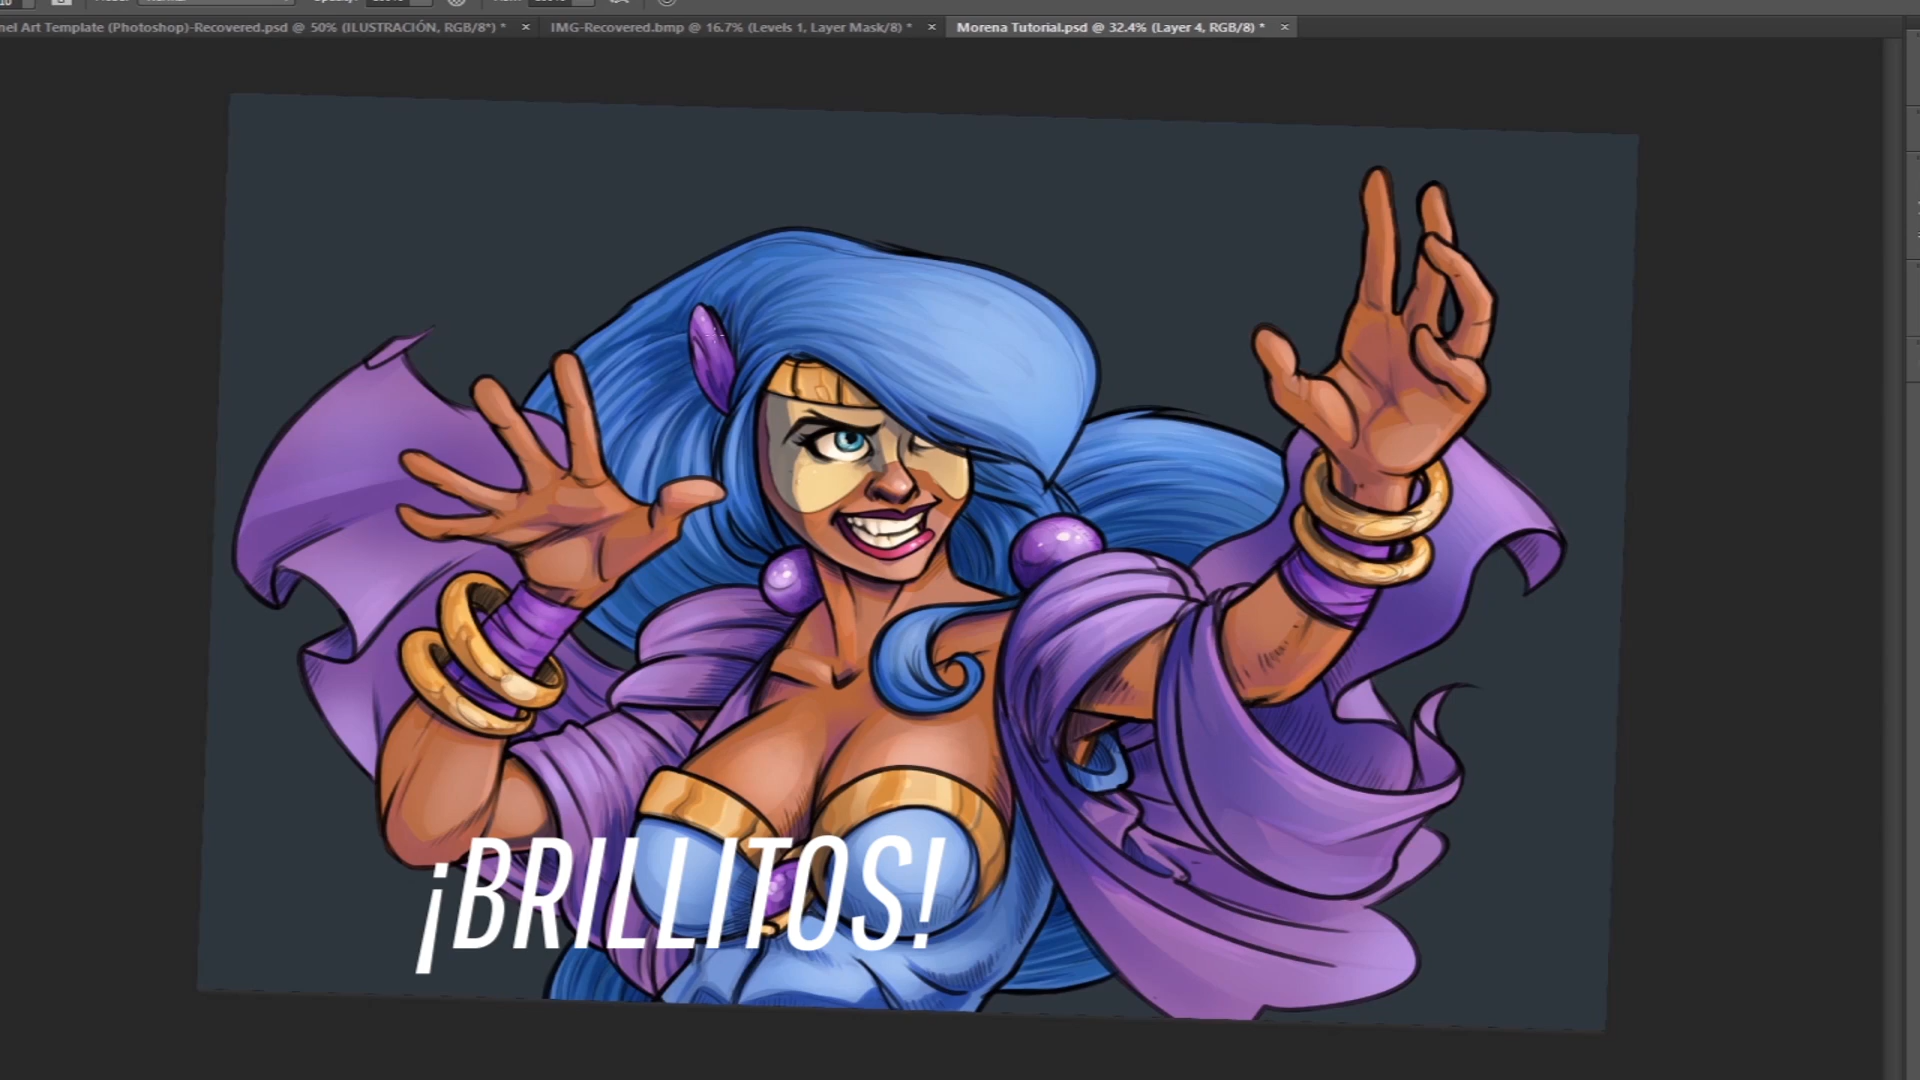 nel Art Template (Photoshop)-Recovered.psd @ 50% (ILUSTRACIÓN, RGB/8*) * × IMG-Recovered.bmp @ 16.7% (Levels 1, Layer Mask/8) * × Morena Tutorial.psd @ 32.4% (Layer 4, RGB/8) * ×
¡BRILLITOS!